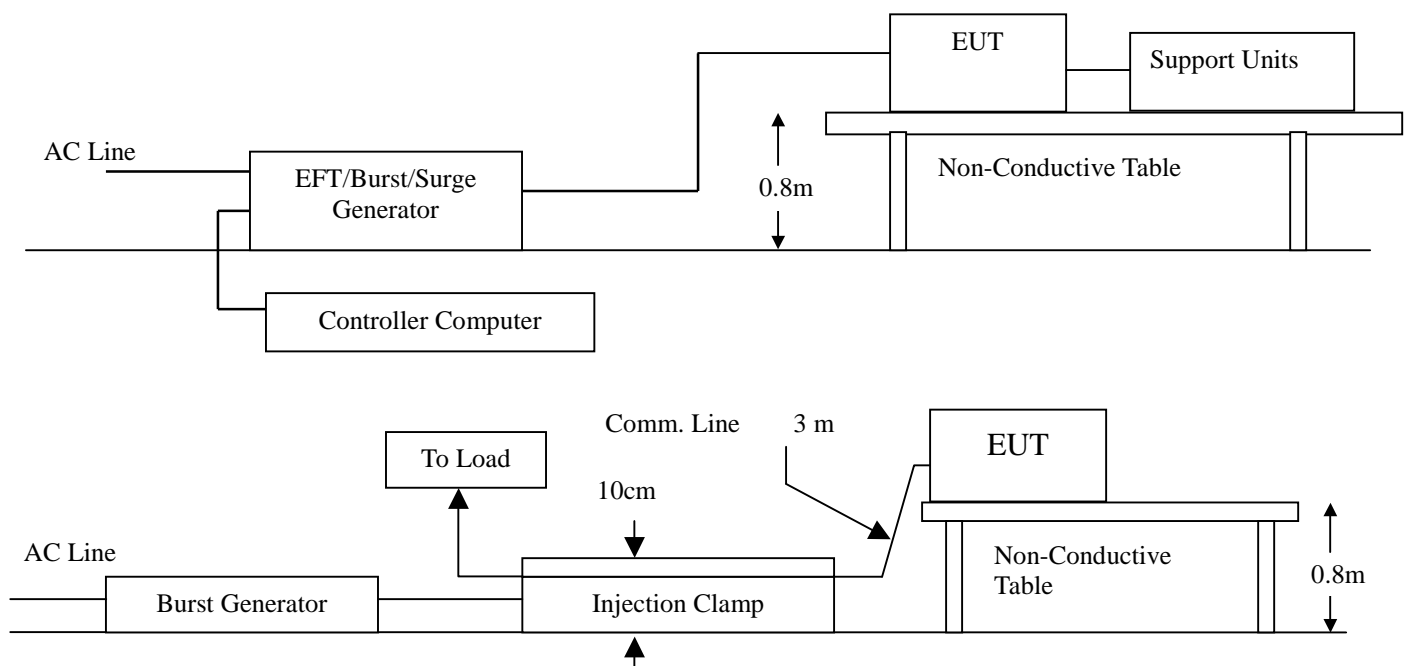 EUT
Support Units
AC Line
EFT/Burst/Surge
Generator
0.8m
Non-Conductive Table
Controller Computer
Comm. Line 3 m
EUT
To Load
10cm
AC Line
Burst Generator
Injection Clamp
Non-Conductive
Table
0.8m